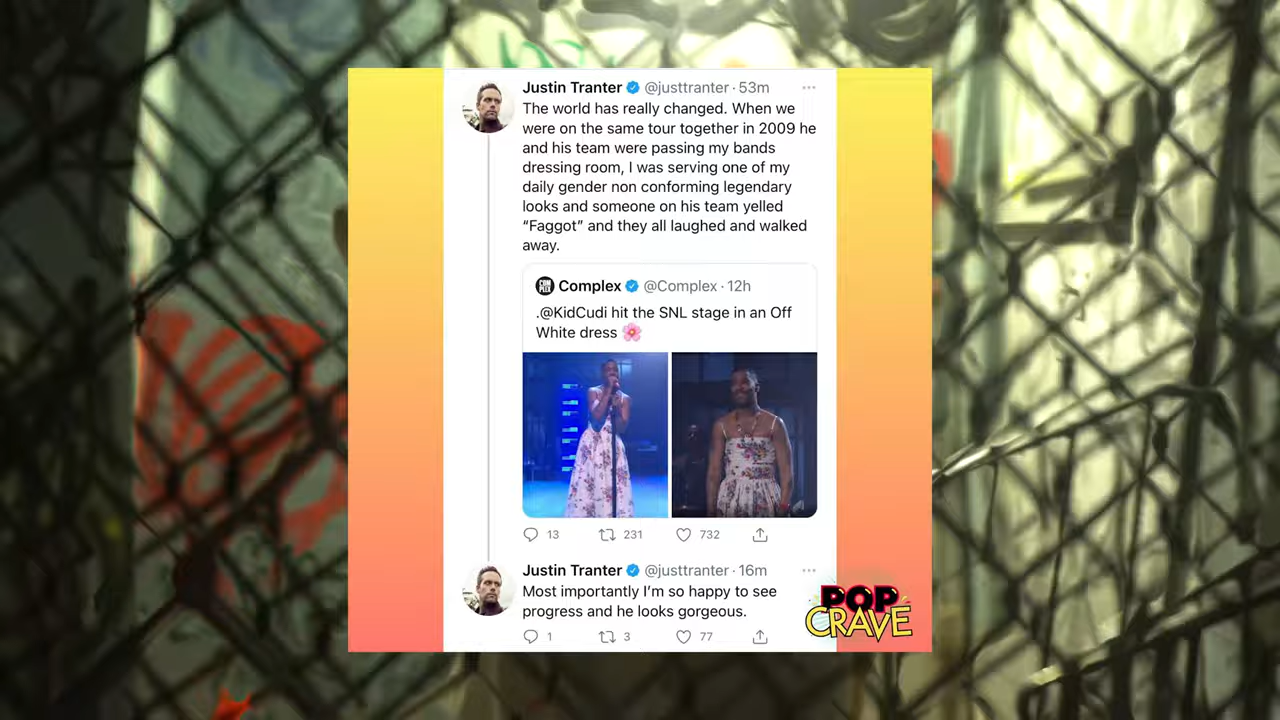 Justin Tranter @justtranter · 53m
The world has really changed. When we
were on the same tour together in 2009 he
and his team were passing my bands
dressing room, I was serving one of my
daily gender non conforming legendary
looks and someone on his team yelled
“Faggot” and they all laughed and walked
away.
Complex @Complex · 12h
.@KidCudi hit the SNL stage in an Off
White dress 🌸
13 231 732
Justin Tranter @justtranter · 16m
Most importantly I’m so happy to see
progress and he looks gorgeous.
1 3 77
POP
CRAVE